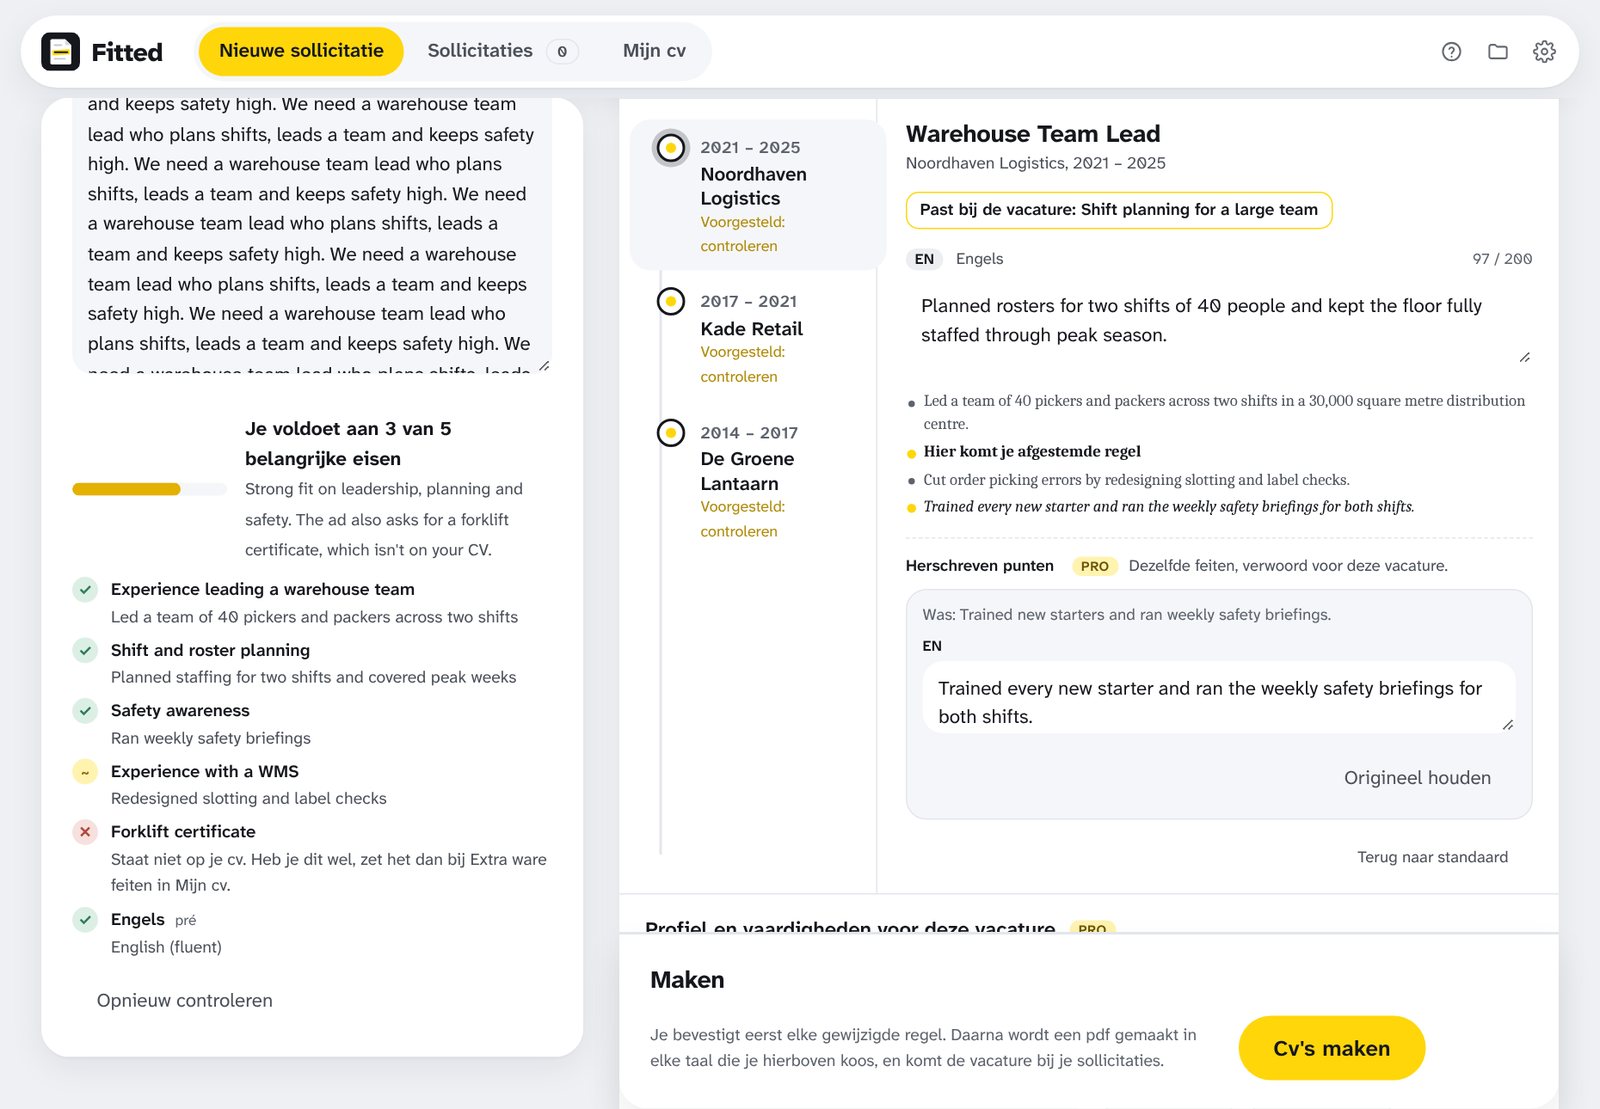 Fitted
Nieuwe sollicitatie
Sollicitaties 0
Mijn cv
and keeps safety high. We need a warehouse team
lead who plans shifts, leads a team and keeps safety
high. We need a warehouse team lead who plans
shifts, leads a team and keeps safety high. We need
a warehouse team lead who plans shifts, leads a
team and keeps safety high. We need a warehouse
team lead who plans shifts, leads a team and keeps
safety high. We need a warehouse team lead who
plans shifts, leads a team and keeps safety high. We
need a warehouse team lead who plans shifts, leads
Je voldoet aan 3 van 5
belangrijke eisen
Strong fit on leadership, planning and
safety. The ad also asks for a forklift
certificate, which isn't on your CV.
Experience leading a warehouse team
Led a team of 40 pickers and packers across two shifts
Shift and roster planning
Planned staffing for two shifts and covered peak weeks
Safety awareness
Ran weekly safety briefings
~ Experience with a WMS
Redesigned slotting and label checks
Forklift certificate
Staat niet op je cv. Heb je dit wel, zet het dan bij Extra ware
feiten in Mijn cv.
Engels pré
English (fluent)
Opnieuw controleren
2021 – 2025
Noordhaven
Logistics
Voorgesteld:
controleren
2017 – 2021
Kade Retail
Voorgesteld:
controleren
2014 – 2017
De Groene
Lantaarn
Voorgesteld:
controleren
Warehouse Team Lead
Noordhaven Logistics, 2021 – 2025
Past bij de vacature: Shift planning for a large team
EN Engels 97 / 200
Planned rosters for two shifts of 40 people and kept the floor fully
staffed through peak season.
Led a team of 40 pickers and packers across two shifts in a 30,000 square metre distribution
centre.
Hier komt je afgestemde regel
Cut order picking errors by redesigning slotting and label checks.
Trained every new starter and ran the weekly safety briefings for both shifts.
Herschreven punten PRO Dezelfde feiten, verwoord voor deze vacature.
Was: Trained new starters and ran weekly safety briefings.
EN
Trained every new starter and ran the weekly safety briefings for
both shifts.
Origineel houden
Terug naar standaard
Profiel en vaardigheden voor deze vacature PRO
Maken
Je bevestigt eerst elke gewijzigde regel. Daarna wordt een pdf gemaakt in
elke taal die je hierboven koos, en komt de vacature bij je sollicitaties.
Cv's maken